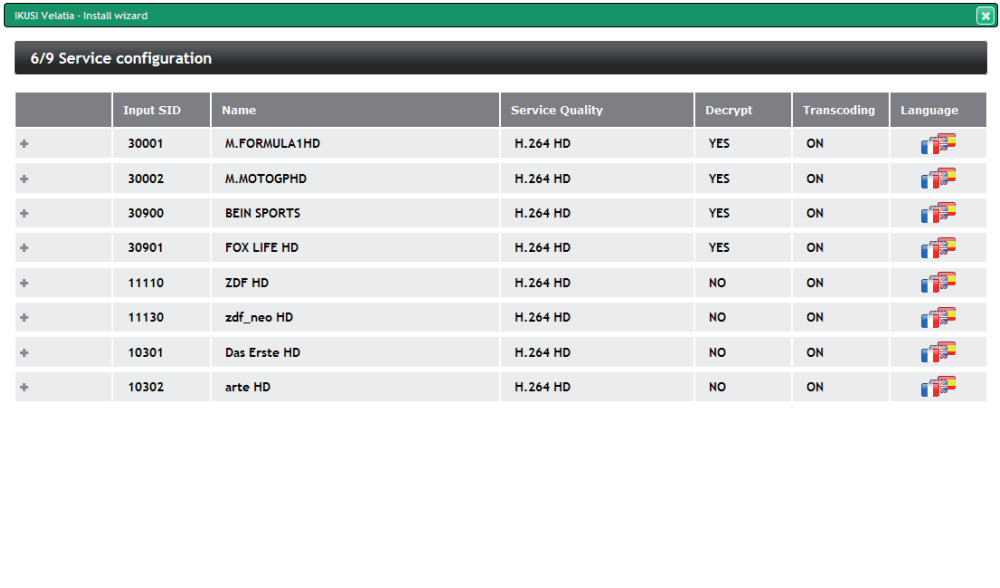 IKUSI Velatia - Install wizard
6/9 Service configuration
Input SID Name Service Quality Decrypt Transcoding Language
30001 M.FORMULA1HD H.264 HD YES ON
30002 M.MOTOGPHD H.264 HD YES ON
30900 BEIN SPORTS H.264 HD YES ON
30901 FOX LIFE HD H.264 HD YES ON
11110 ZDF HD H.264 HD NO ON
11130 zdf_neo HD H.264 HD NO ON
10301 Das Erste HD H.264 HD NO ON
10302 arte HD H.264 HD NO ON